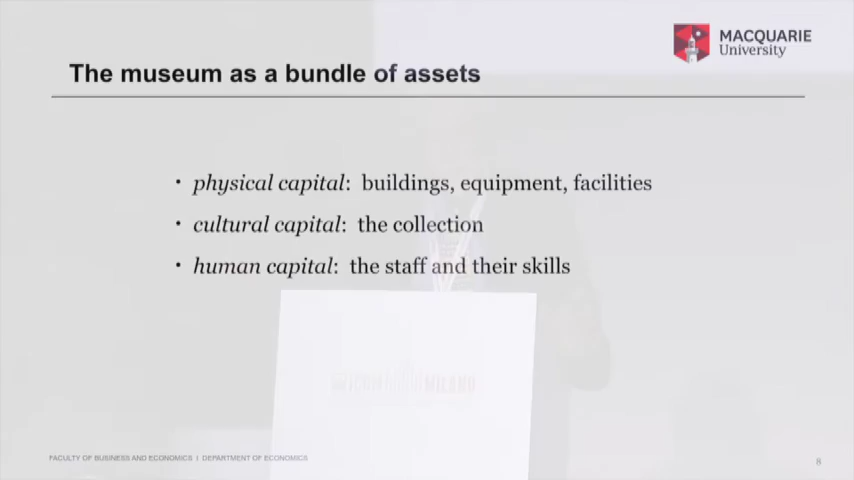 MACQUARIE
University
The museum as a bundle of assets
• physical capital: buildings, equipment, facilities
• cultural capital: the collection
• human capital: the staff and their skills
MILANO
FACULTY OF BUSINESS AND ECONOMICS I DEPARTMENT OF ECONOMICS
8